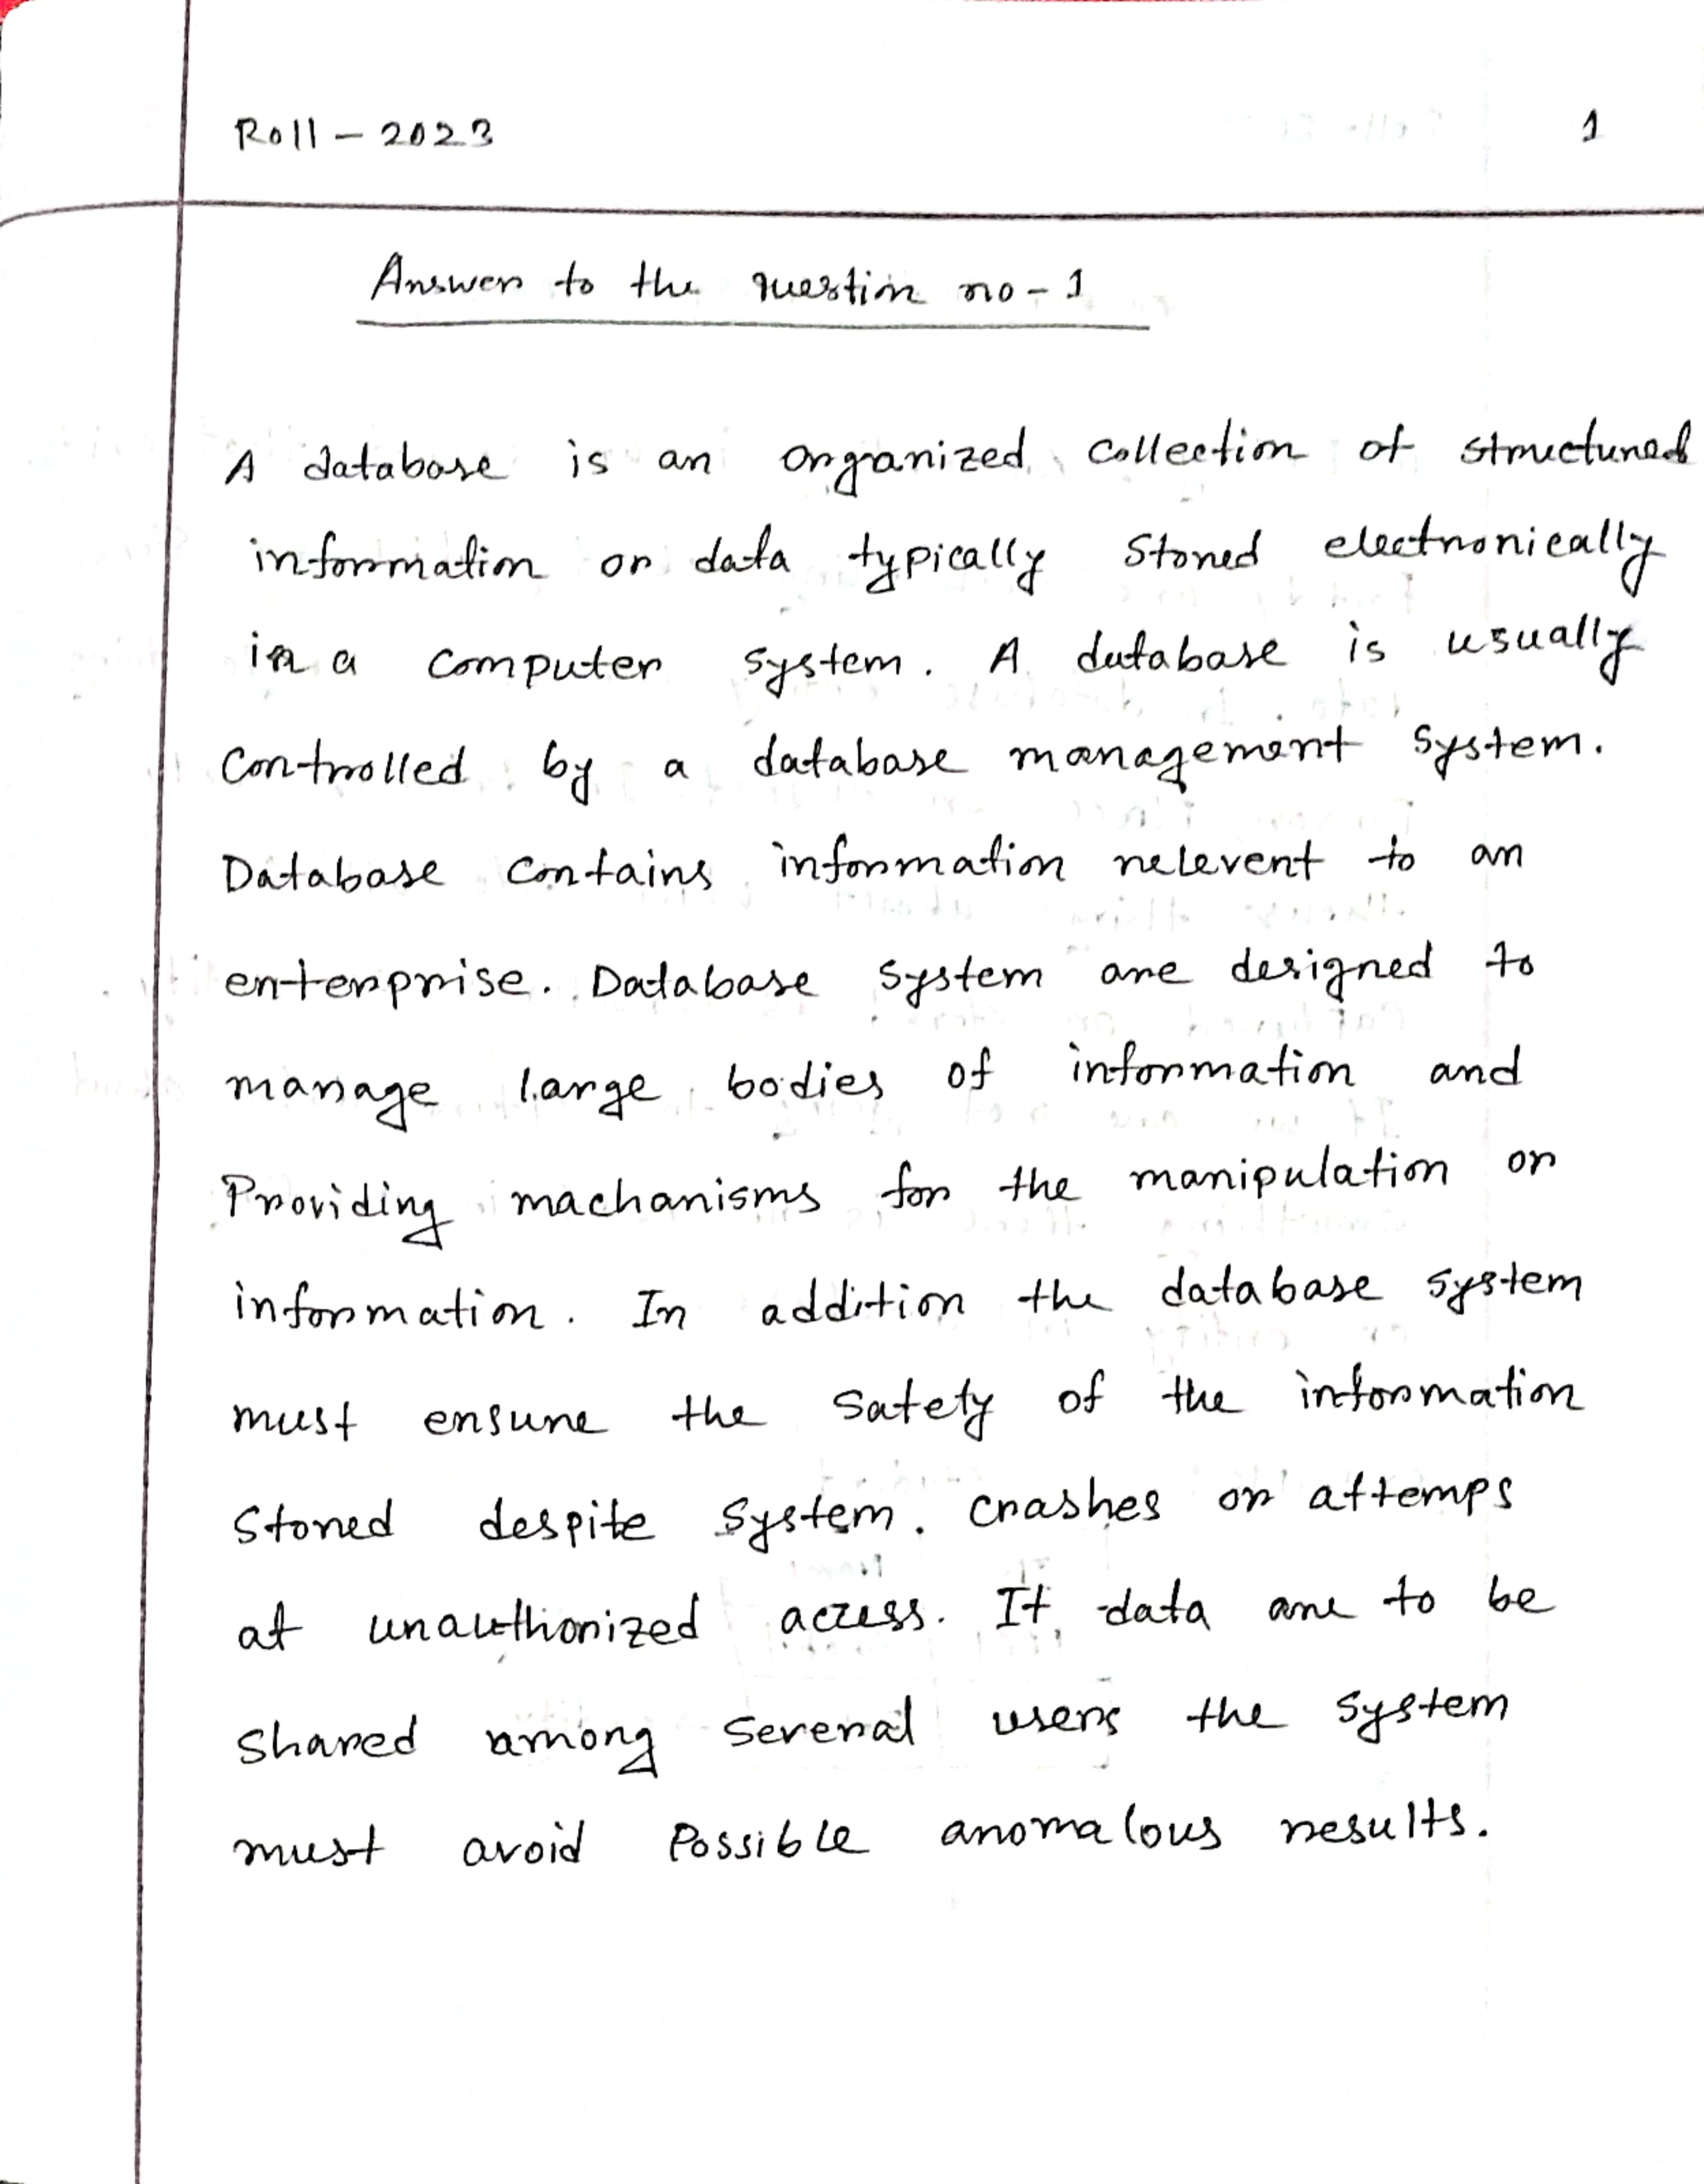 Roll - 2023
1
Answer to the question no - 1
A database is an organized collection of structured
information or data typically stored electronically
in a computer system. A database is usually
controlled by a database management system.
Database contains information relevent to an
enterprise. Database system are designed to
manage large bodies of information and
Providing machanisms for the manipulation or
information. In addition the database system
must ensure the safety of the information
stored despite system. crashes or attemps
at unauthorized access. If data are to be
shared among several users the system
must avoid possible anomalous results.